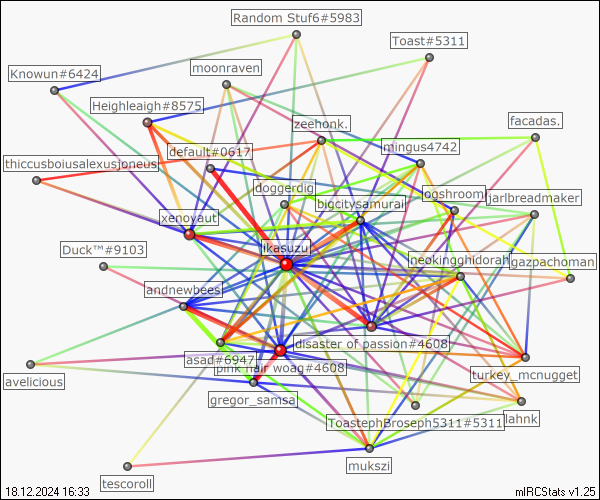 Random Stuf6#5983
Toast#5311
moonraven
Knowun#6424
Heighleaigh#8575
facadas.
zeehonk.
mingus4742
default#0617
thiccusboiusalexusjoneus
doggerdig
ogshroom
jarlbreadmaker
bigcitysamurai
xenoyaut
ikasuzu
Duck™#9103
neokingghidorah
gazpachoman
andnewbees
disaster of passion#4608
asad#6947
pink hair woag#4608
turkey_mcnugget
avelicious
gregor_samsa
lahnk
ToastephBroseph5311#5311
mukszi
tescoroll
18.12.2024 16:33
mIRCStats v1.25